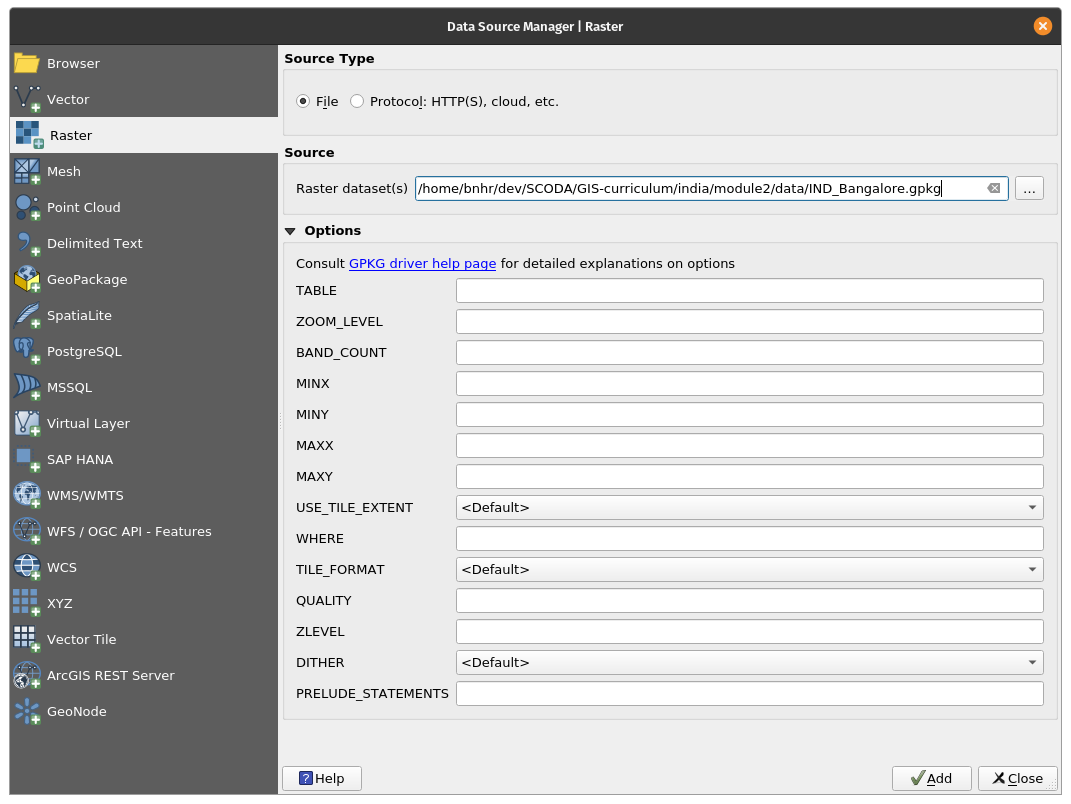 Data Source Manager | Raster
Browser
Vector
Raster
Mesh
Point Cloud
Delimited Text
GeoPackage
SpatiaLite
PostgreSQL
MSSQL
Virtual Layer
SAP HANA
WMS/WMTS
WFS / OGC API - Features
WCS
XYZ
Vector Tile
ArcGIS REST Server
GeoNode
Source Type
File Protocol: HTTP(S), cloud, etc.
Source
Raster dataset(s) /home/bnhr/dev/SCODA/GIS-curriculum/india/module2/data/IND_Bangalore.gpkg ...
Options
Consult GPKG driver help page for detailed explanations on options
TABLE
ZOOM_LEVEL
BAND_COUNT
MINX
MINY
MAXX
MAXY
USE_TILE_EXTENT <Default>
WHERE
TILE_FORMAT <Default>
QUALITY
ZLEVEL
DITHER <Default>
PRELUDE_STATEMENTS
Help Add Close